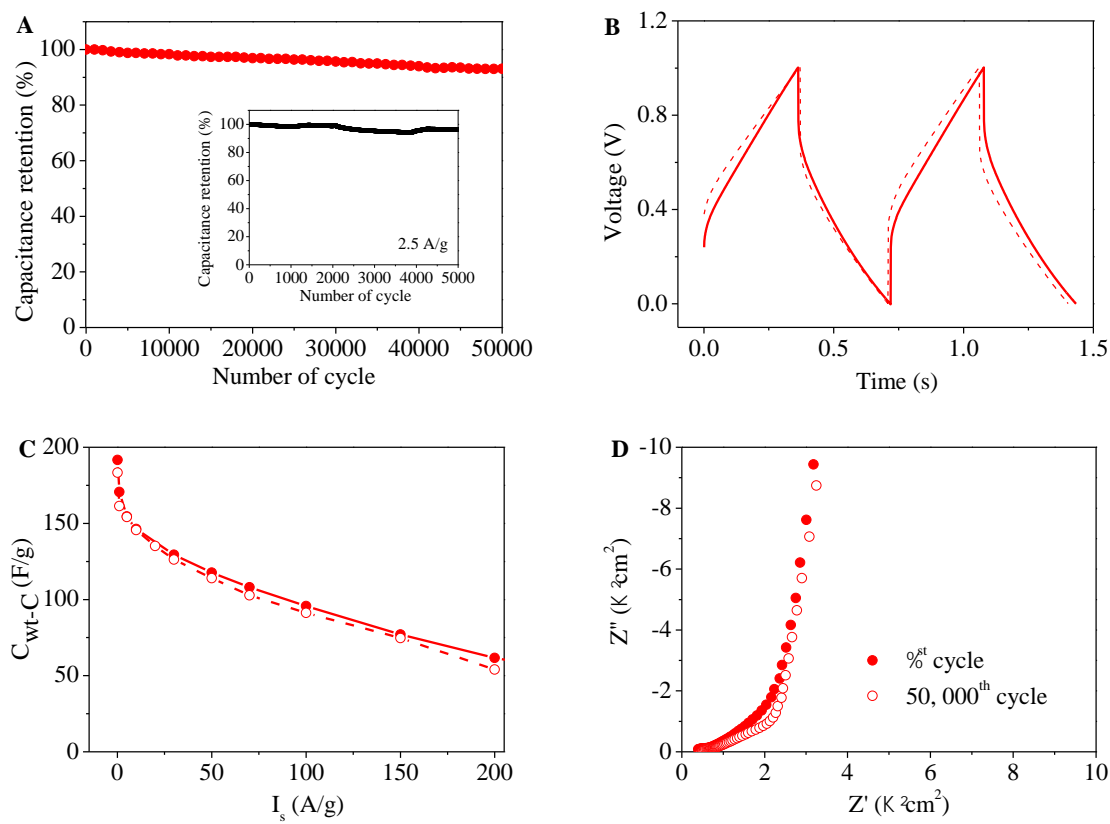 A
Capacitance retention (%)
120
100
80
60
40
20
0
0 10000 20000 30000 40000 50000
Number of cycle
Capacitance retention (%)
120
100
80
60
40
20
0
2.5 A/g
0 1000 2000 3000 4000 5000
Number of cycle
B
Voltage (V)
1.2
0.8
0.4
0.0
0.0 0.5 1.0 1.5
Time (s)
C
C_wt-C (F/g)
200
150
100
50
0
0 50 100 150 200
I_s (A/g)
D
Z'' (K ²cm²)
-10
-8
-6
-4
-2
0
%st cycle
50, 000th cycle
0 2 4 6 8 10
Z' (K ²cm²)